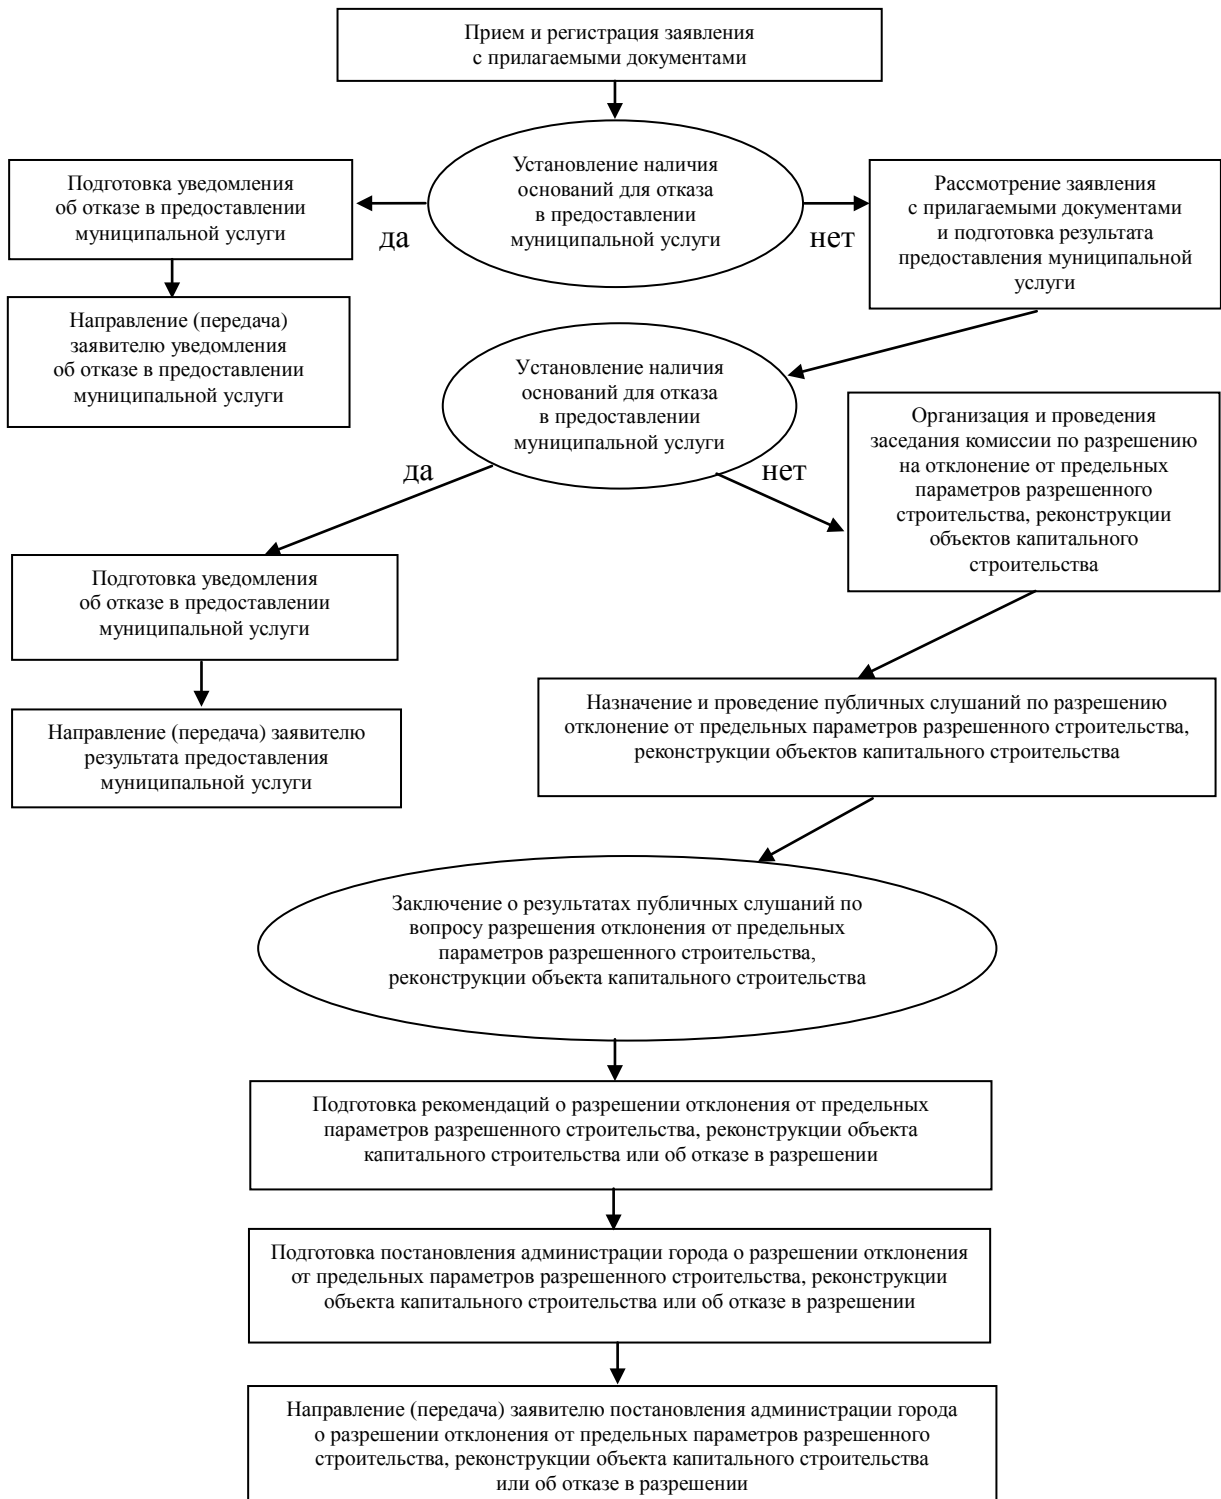 Прием и регистрация заявления
с прилагаемыми документами
Установление наличия
оснований для отказа
в предоставлении
муниципальной услуги
да
нет
Подготовка уведомления
об отказе в предоставлении
муниципальной услуги
Рассмотрение заявления
с прилагаемыми документами
и подготовка результата
предоставления муниципальной
услуги
Направление (передача)
заявителю уведомления
об отказе в предоставлении
муниципальной услуги
Установление наличия
оснований для отказа
в предоставлении
муниципальной услуги
да
нет
Организация и проведения
заседания комиссии по разрешению
на отклонение от предельных
параметров разрешенного
строительства, реконструкции
объектов капитального
строительства
Подготовка уведомления
об отказе в предоставлении
муниципальной услуги
Направление (передача) заявителю
результата предоставления
муниципальной услуги
Назначение и проведение публичных слушаний по разрешению
отклонение от предельных параметров разрешенного строительства,
реконструкции объектов капитального строительства
Заключение о результатах публичных слушаний по
вопросу разрешения отклонения от предельных
параметров разрешенного строительства,
реконструкции объекта капитального строительства
Подготовка рекомендаций о разрешении отклонения от предельных
параметров разрешенного строительства, реконструкции объекта
капитального строительства или об отказе в разрешении
Подготовка постановления администрации города о разрешении отклонения
от предельных параметров разрешенного строительства, реконструкции
объекта капитального строительства или об отказе в разрешении
Направление (передача) заявителю постановления администрации города
о разрешении отклонения от предельных параметров разрешенного
строительства, реконструкции объекта капитального строительства
или об отказе в разрешении